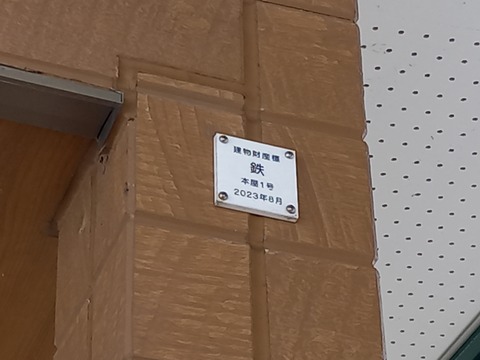 建物財産標
鉄
本屋1号
2023年8月